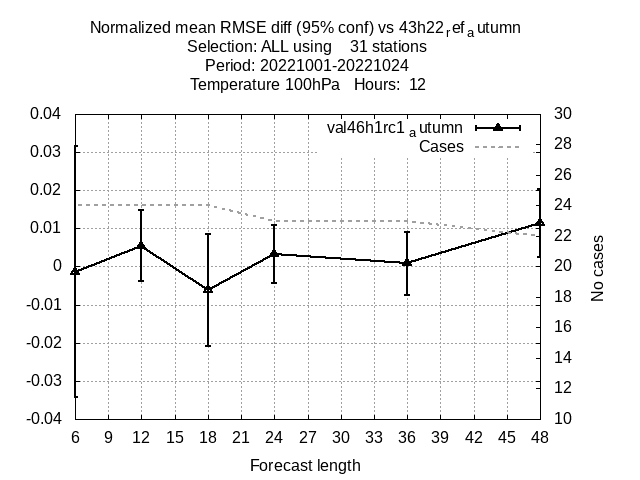 Normalized mean RMSE diff (95% conf) vs 43h22refautumn
Selection: ALL using 31 stations
Period: 20221001-20221024
Temperature 100hPa Hours: 12
val46h1rc1autumn
Cases
0.04
0.03
0.02
0.01
0
-0.01
-0.02
-0.03
-0.04
30
28
26
24
22
20
18
16
14
12
10
No cases
6 9 12 15 18 21 24 27 30 33 36 39 42 45 48
Forecast length